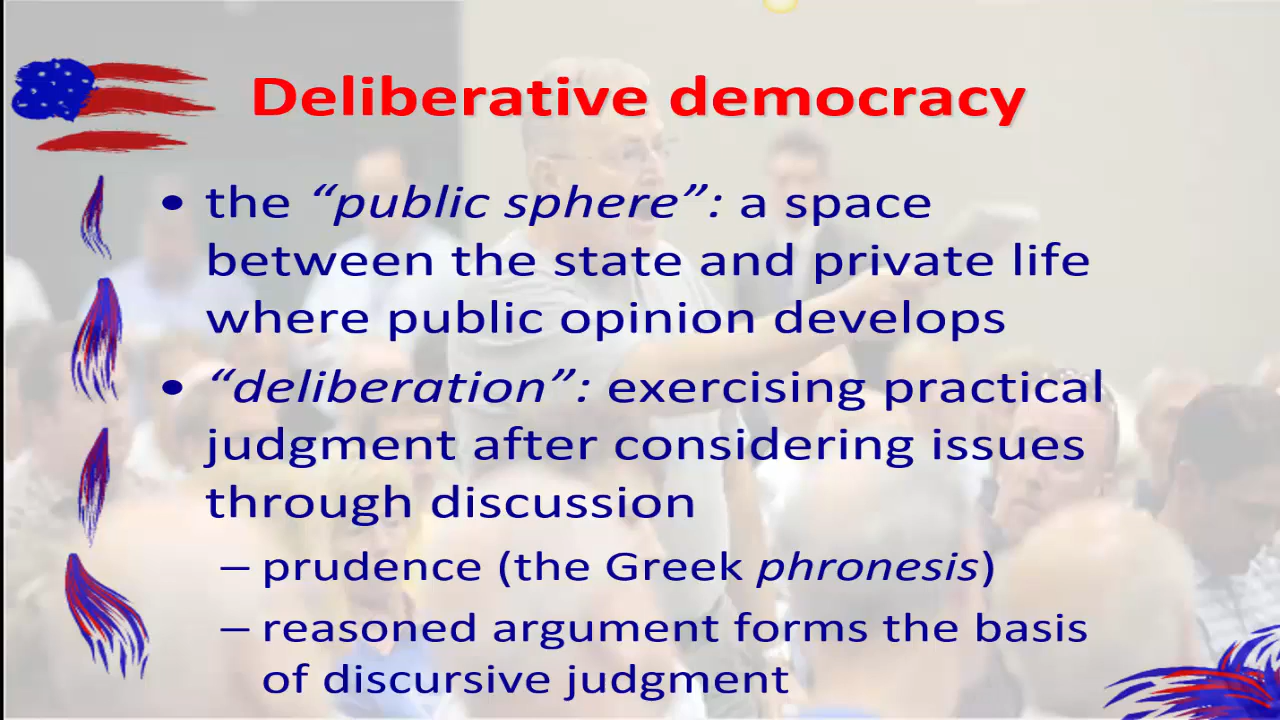 Deliberative democracy
• the “public sphere”: a space
between the state and private life
where public opinion develops
• “deliberation”: exercising practical
judgment after considering issues
through discussion
– prudence (the Greek phronesis)
– reasoned argument forms the basis
of discursive judgment